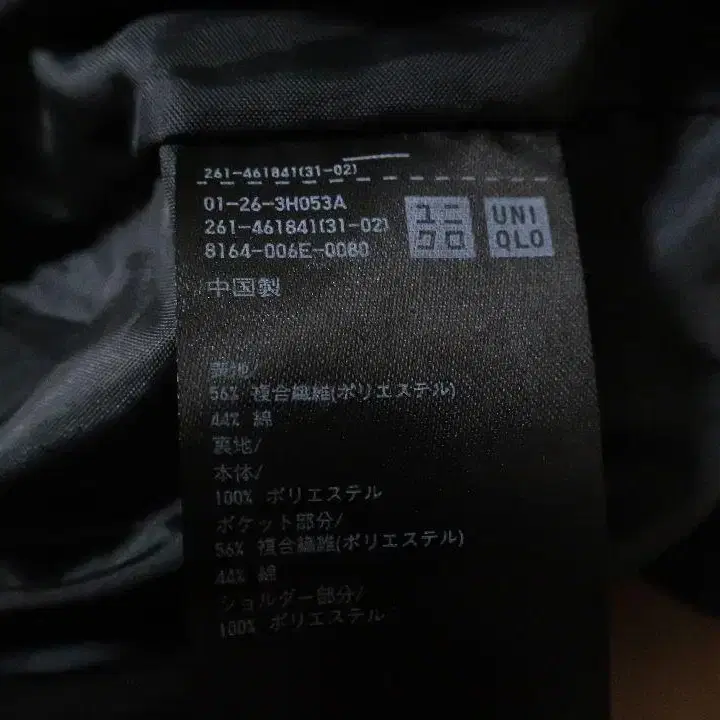 261-461841(31-02)
01-26-3H053A
261-461841(31-02)
8164-006E-0080
ユニ
クロ
UNI
QLO
中国製
表地/
56% 複合繊維(ポリエステル)
44% 綿
裏地/
本体/
100% ポリエステル
ポケット部分/
56% 複合繊維(ポリエステル)
44% 綿
ショルダー部分/
100% ポリエステル